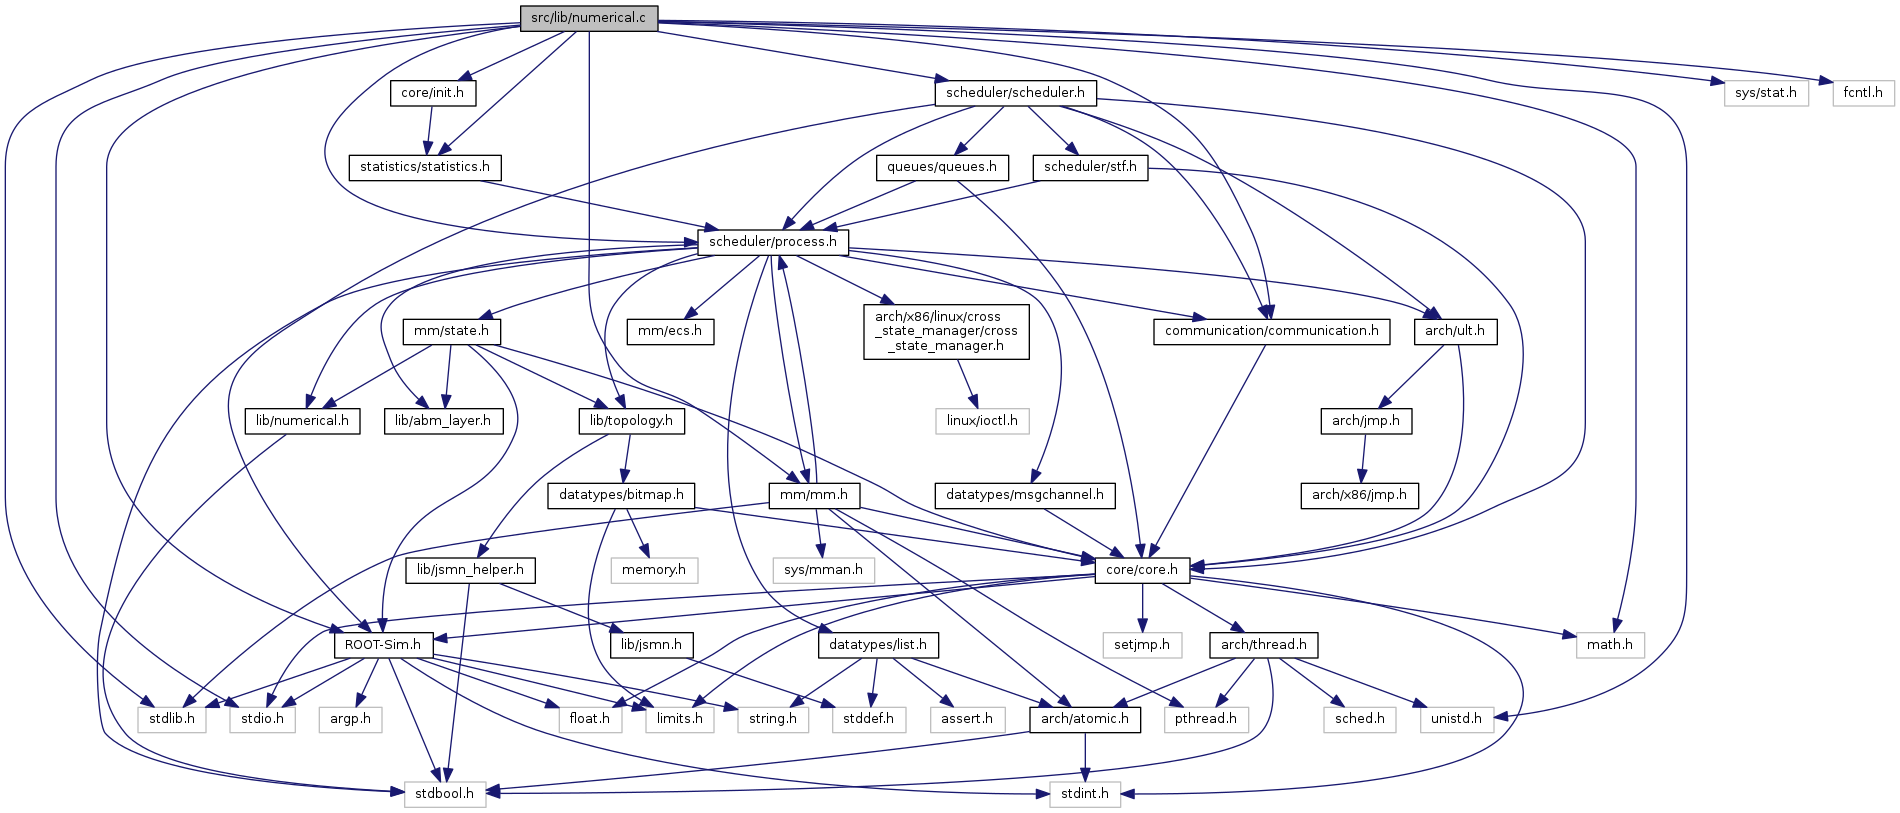 src/lib/numerical.c
core/init.h
scheduler/scheduler.h
sys/stat.h
fcntl.h
statistics/statistics.h
queues/queues.h
scheduler/stf.h
scheduler/process.h
mm/state.h
mm/ecs.h
arch/x86/linux/cross
_state_manager/cross
_state_manager.h
communication/communication.h
arch/ult.h
lib/numerical.h
lib/abm_layer.h
lib/topology.h
linux/ioctl.h
arch/jmp.h
datatypes/bitmap.h
mm/mm.h
datatypes/msgchannel.h
arch/x86/jmp.h
lib/jsmn_helper.h
memory.h
sys/mman.h
core/core.h
ROOT-Sim.h
lib/jsmn.h
datatypes/list.h
setjmp.h
arch/thread.h
math.h
stdlib.h
stdio.h
argp.h
float.h
limits.h
string.h
stddef.h
assert.h
arch/atomic.h
pthread.h
sched.h
unistd.h
stdbool.h
stdint.h